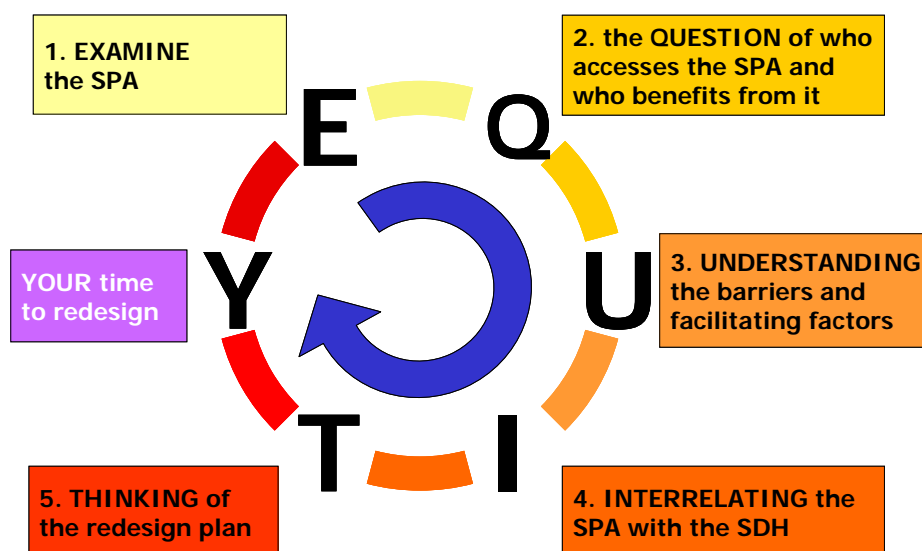 1. EXAMINE
the SPA
2. the QUESTION of who
accesses the SPA and
who benefits from it
E
Q
U
I
T
Y
3. UNDERSTANDING
the barriers and
facilitating factors
4. INTERRELATING the
SPA with the SDH
5. THINKING of
the redesign plan
YOUR time
to redesign